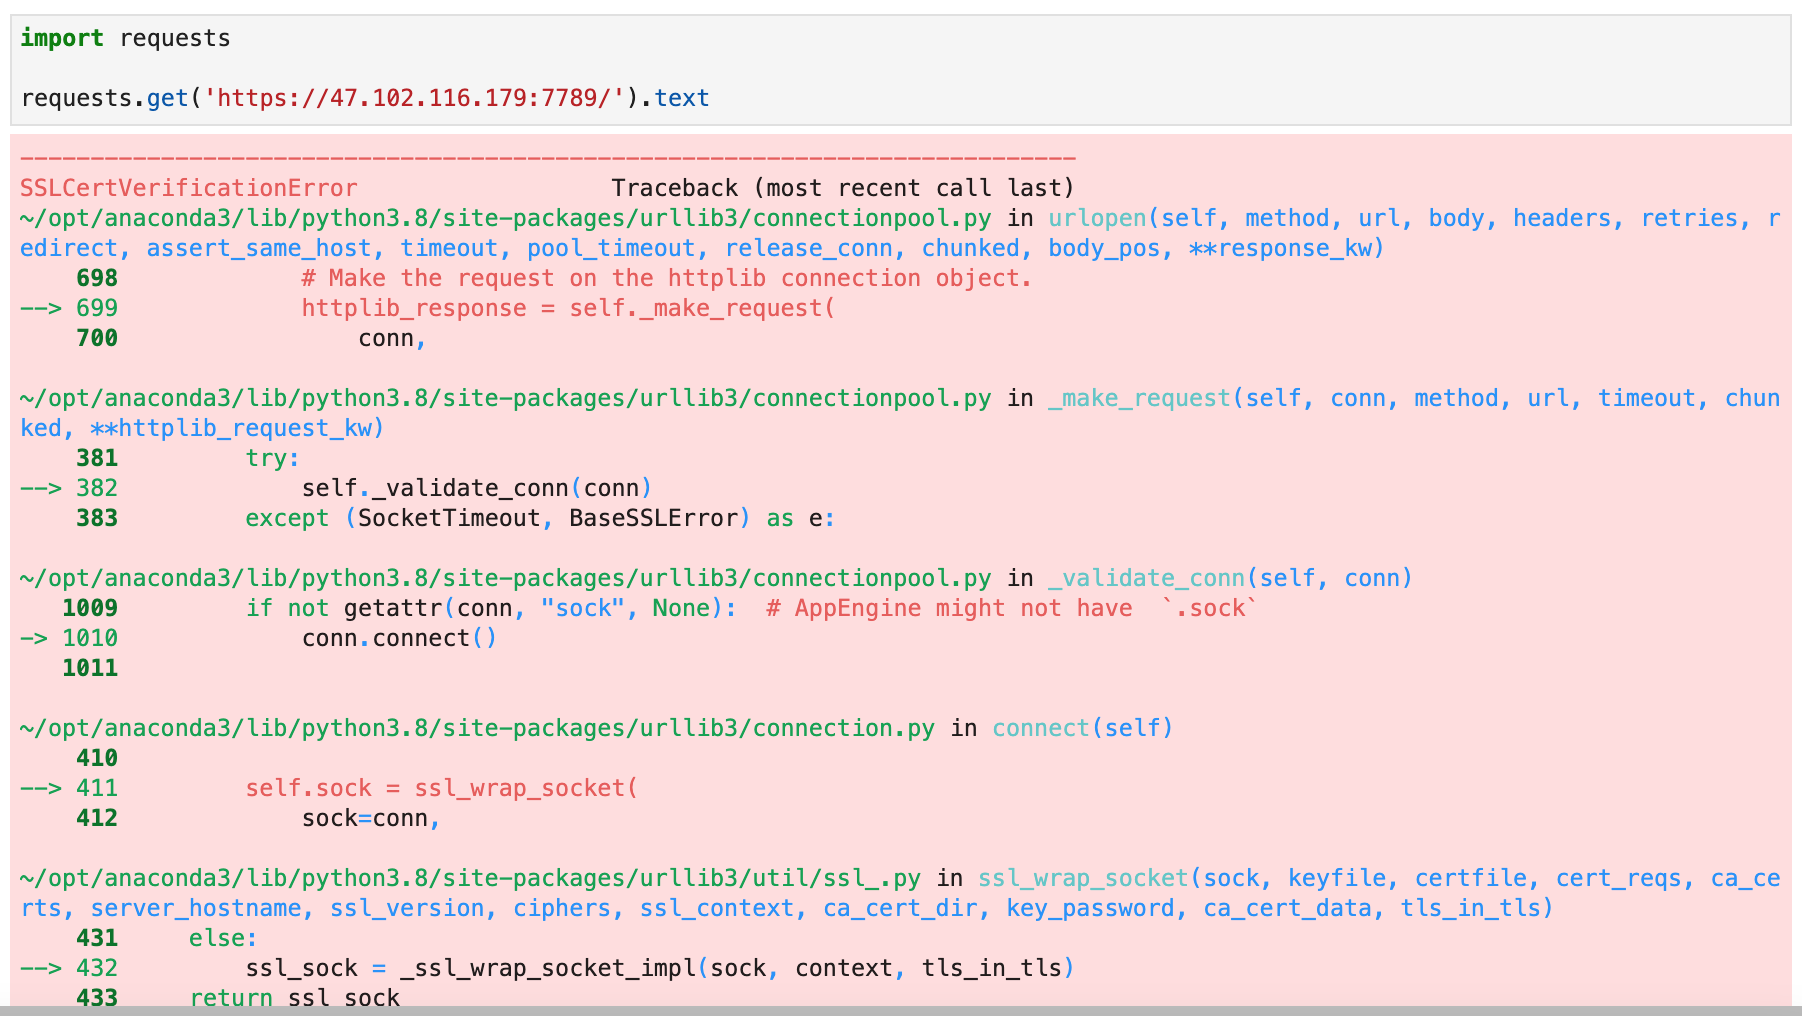 import requests
requests.get('https://47.102.116.179:7789/').text
---------------------------------------------------------------------------
SSLCertVerificationError                  Traceback (most recent call last)
~/opt/anaconda3/lib/python3.8/site-packages/urllib3/connectionpool.py in urlopen(self, method, url, body, headers, retries, r
edirect, assert_same_host, timeout, pool_timeout, release_conn, chunked, body_pos, **response_kw)
    698             # Make the request on the httplib connection object.
--> 699             httplib_response = self._make_request(
    700                 conn,
~/opt/anaconda3/lib/python3.8/site-packages/urllib3/connectionpool.py in _make_request(self, conn, method, url, timeout, chun
ked, **httplib_request_kw)
    381         try:
--> 382             self._validate_conn(conn)
    383         except (SocketTimeout, BaseSSLError) as e:
~/opt/anaconda3/lib/python3.8/site-packages/urllib3/connectionpool.py in _validate_conn(self, conn)
   1009         if not getattr(conn, "sock", None):  # AppEngine might not have  `.sock`
-> 1010             conn.connect()
   1011
~/opt/anaconda3/lib/python3.8/site-packages/urllib3/connection.py in connect(self)
    410
--> 411         self.sock = ssl_wrap_socket(
    412             sock=conn,
~/opt/anaconda3/lib/python3.8/site-packages/urllib3/util/ssl_.py in ssl_wrap_socket(sock, keyfile, certfile, cert_reqs, ca_ce
rts, server_hostname, ssl_version, ciphers, ssl_context, ca_cert_dir, key_password, ca_cert_data, tls_in_tls)
    431     else:
--> 432         ssl_sock = _ssl_wrap_socket_impl(sock, context, tls_in_tls)
    433     return ssl_sock